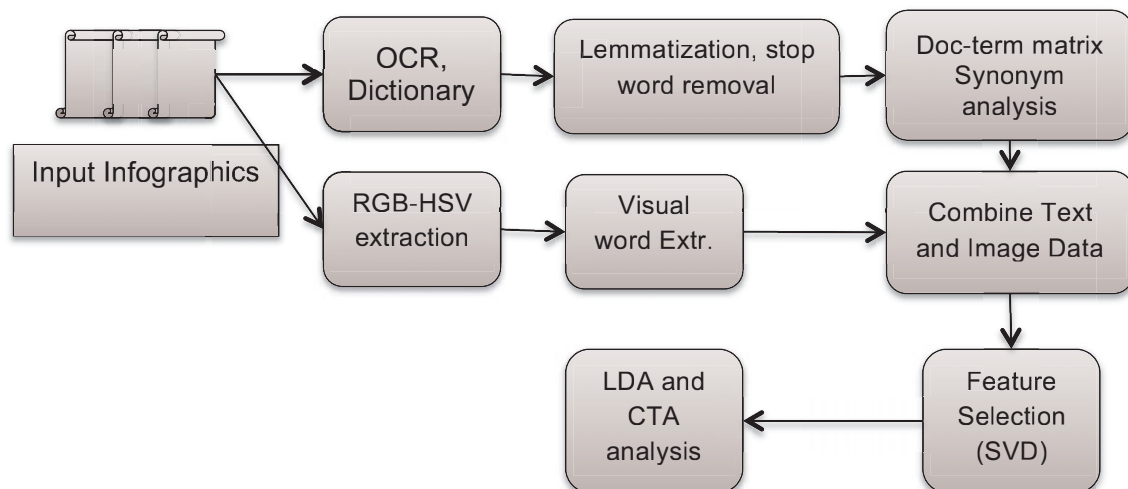 Input Infographics
OCR,
Dictionary
Lemmatization, stop
word removal
Doc-term matrix
Synonym
analysis
RGB-HSV
extraction
Visual
word Extr.
Combine Text
and Image Data
LDA and
CTA
analysis
Feature
Selection
(SVD)